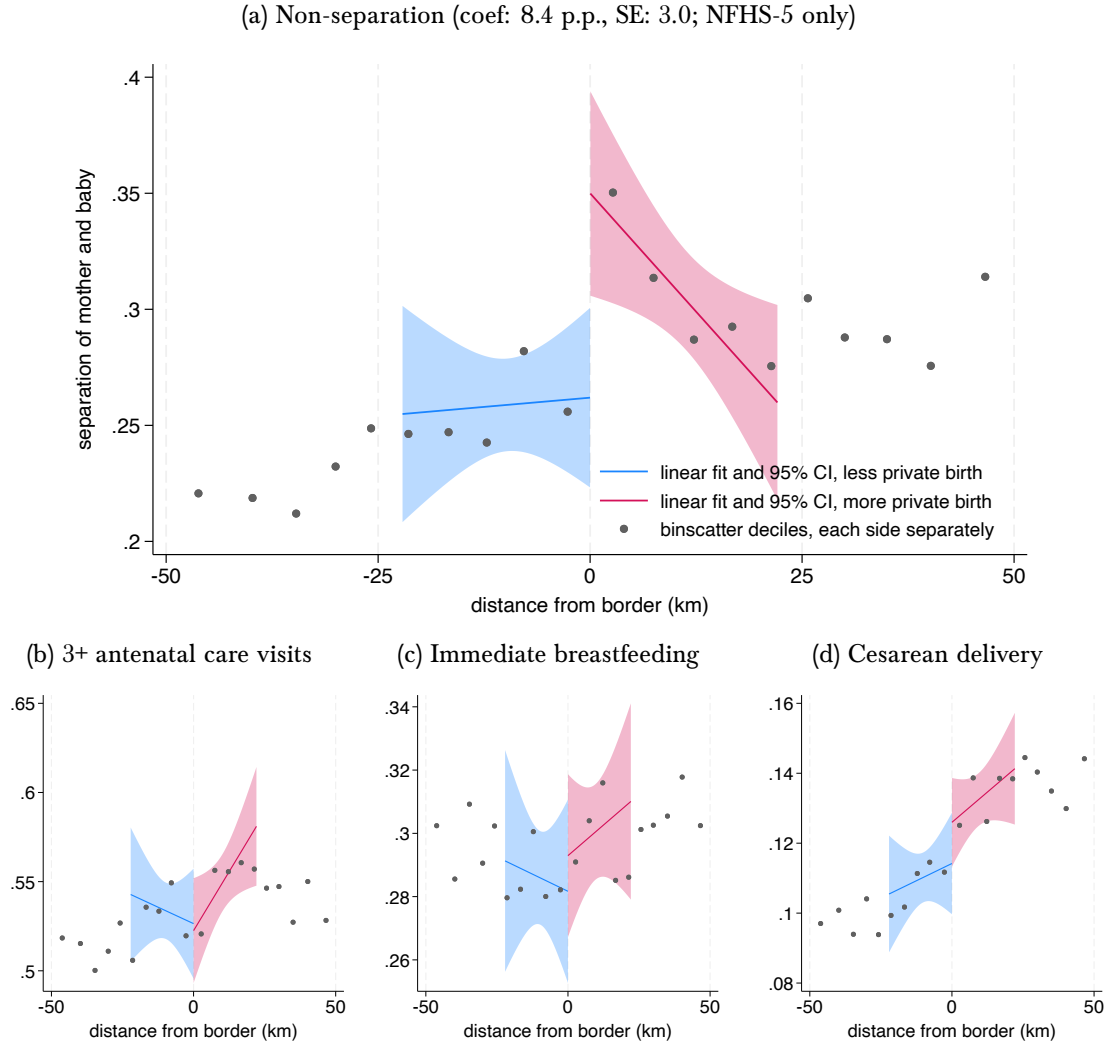 (a) Non-separation (coef: 8.4 p.p., SE: 3.0; NFHS-5 only)
.4
.35
.3
.25
.2
separation of mother and baby
linear fit and 95% CI, less private birth
linear fit and 95% CI, more private birth
binscatter deciles, each side separately
-50
-25
0
25
50
distance from border (km)
(b) 3+ antenatal care visits
.65
.6
.55
.5
-50
0
50
distance from border (km)
(c) Immediate breastfeeding
.34
.32
.3
.28
.26
-50
0
50
distance from border (km)
(d) Cesarean delivery
.16
.14
.12
.1
.08
-50
0
50
distance from border (km)